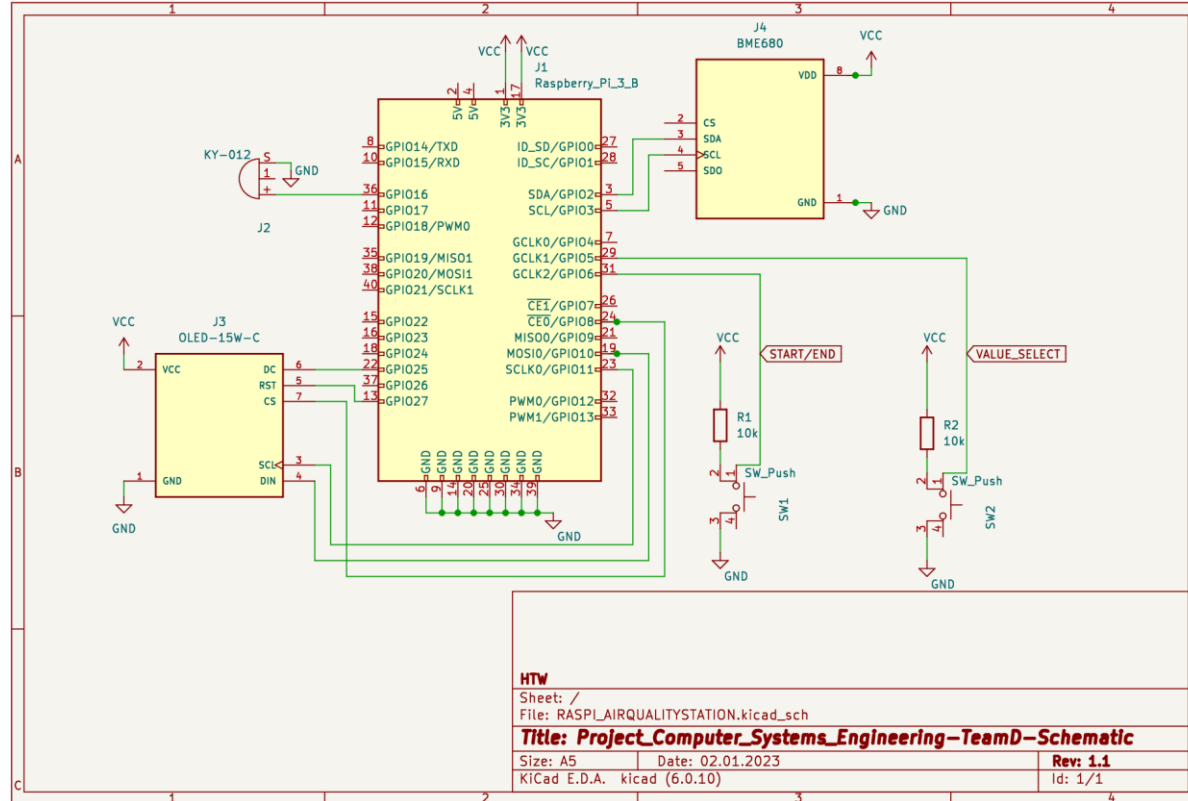 1 2 3 4
A
B
C
VCC VCC
J1
Raspberry_Pi_3_B
2 4 1 17
5V 5V 3V3 3V3
8 GPIO14/TXD
10 GPIO15/RXD
36 GPIO16
11 GPIO17
12 GPIO18/PWM0
35 GPIO19/MISO1
38 GPIO20/MOSI1
40 GPIO21/SCLK1
15 GPIO22
16 GPIO23
18 GPIO24
22 GPIO25
37 GPIO26
13 GPIO27
ID_SD/GPIO0 27
ID_SC/GPIO1 28
SDA/GPIO2 3
SCL/GPIO3 5
GCLK0/GPIO4 7
GCLK1/GPIO5 29
GCLK2/GPIO6 31
CE1/GPIO7 26
CE0/GPIO8 24
MISO0/GPIO9 21
MOSI0/GPIO10 19
SCLK0/GPIO11 23
PWM0/GPIO12 32
PWM1/GPIO13 33
GND GND GND GND GND GND GND GND
6 9 14 20 25 30 34 39
GND
KY-012
S
1
+
GND
J2
J4
BME680
VDD 8
VCC
2 CS
3 SDA
4 SCL
5 SDO
GND 1
GND
J3
OLED-15W-C
VCC
2 VCC
DC 6
RST 5
CS 7
SCL 3
DIN 4
1 GND
GND
START/END
VALUE_SELECT
VCC
R1
10k
2 1
SW_Push
SW1
3 4
GND
VCC
R2
10k
2 1
SW_Push
SW2
3 4
GND
HTW
Sheet: /
File: RASPI_AIRQUALITYSTATION.kicad_sch
Title: Project_Computer_Systems_Engineering-TeamD-Schematic
Size: A5 Date: 02.01.2023 Rev: 1.1
KiCad E.D.A. kicad (6.0.10) Id: 1/1
1 2 3 4